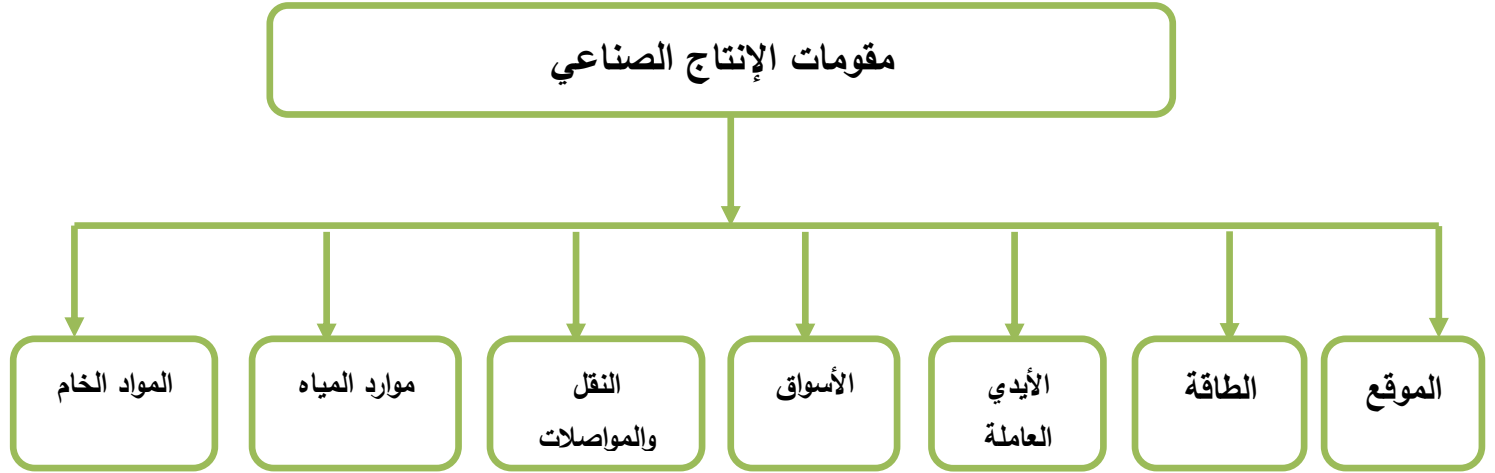 مقومات الإنتاج الصناعي
الموقع
الطاقة
الأيدي
العاملة
الأسواق
النقل
والمواصلات
موارد المياه
المواد الخام